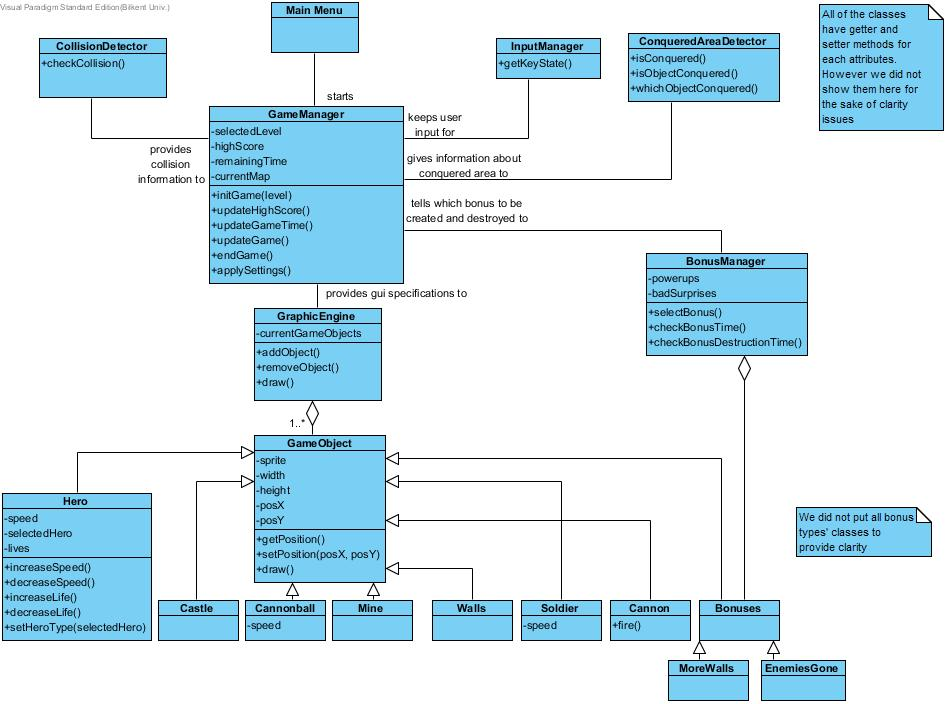 Visual Paradigm Standard Edition(Bilkent Univ.)
Main Menu
CollisionDetector
+checkCollision()
InputManager
+getKeyState()
ConqueredAreaDetector
+isConquered()
+isObjectConquered()
+whichObjectConquered()
All of the classes
have getter and
setter methods for
each attributes.
However we did not
show them here for
the sake of clarity
issues
starts
provides
collision
information to
keeps user
input for
gives information about
conquered area to
tells which bonus to be
created and destroyed to
GameManager
-selectedLevel
-highScore
-remainingTime
-currentMap
+initGame(level)
+updateHighScore()
+updateGameTime()
+updateGame()
+endGame()
+applySettings()
BonusManager
-powerups
-badSurprises
+selectBonus()
+checkBonusTime()
+checkBonusDestructionTime()
provides gui specifications to
GraphicEngine
-currentGameObjects
+addObject()
+removeObject()
+draw()
1..*
GameObject
-sprite
-width
-height
-posX
-posY
+getPosition()
+setPosition(posX, posY)
+draw()
Hero
-speed
-selectedHero
-lives
+increaseSpeed()
+decreaseSpeed()
+increaseLife()
+decreaseLife()
+setHeroType(selectedHero)
We did not put all bonus
types' classes to
provide clarity
Castle
Cannonball
-speed
Mine
Walls
Soldier
-speed
Cannon
+fire()
Bonuses
MoreWalls
EnemiesGone